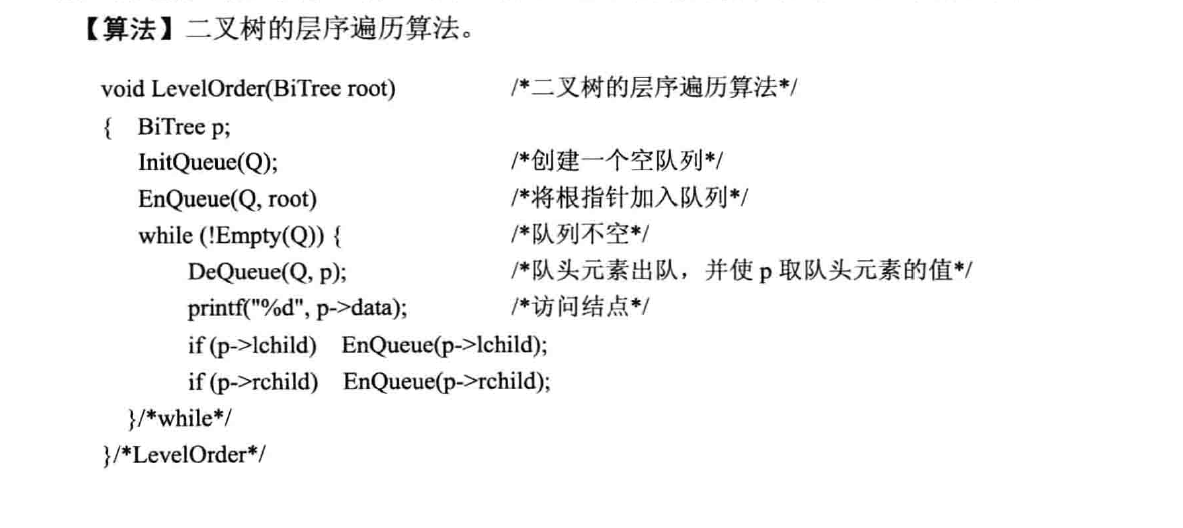 【算法】二叉树的层序遍历算法。
void LevelOrder(BiTree root) /*二叉树的层序遍历算法*/
{ BiTree p;
InitQueue(Q); /*创建一个空队列*/
EnQueue(Q, root) /*将根指针加入队列*/
while (!Empty(Q)) { /*队列不空*/
DeQueue(Q, p); /*队头元素出队，并使 p 取队头元素的值*/
printf("%d", p->data); /*访问结点*/
if (p->lchild) EnQueue(p->lchild);
if (p->rchild) EnQueue(p->rchild);
}/*while*/
}/*LevelOrder*/